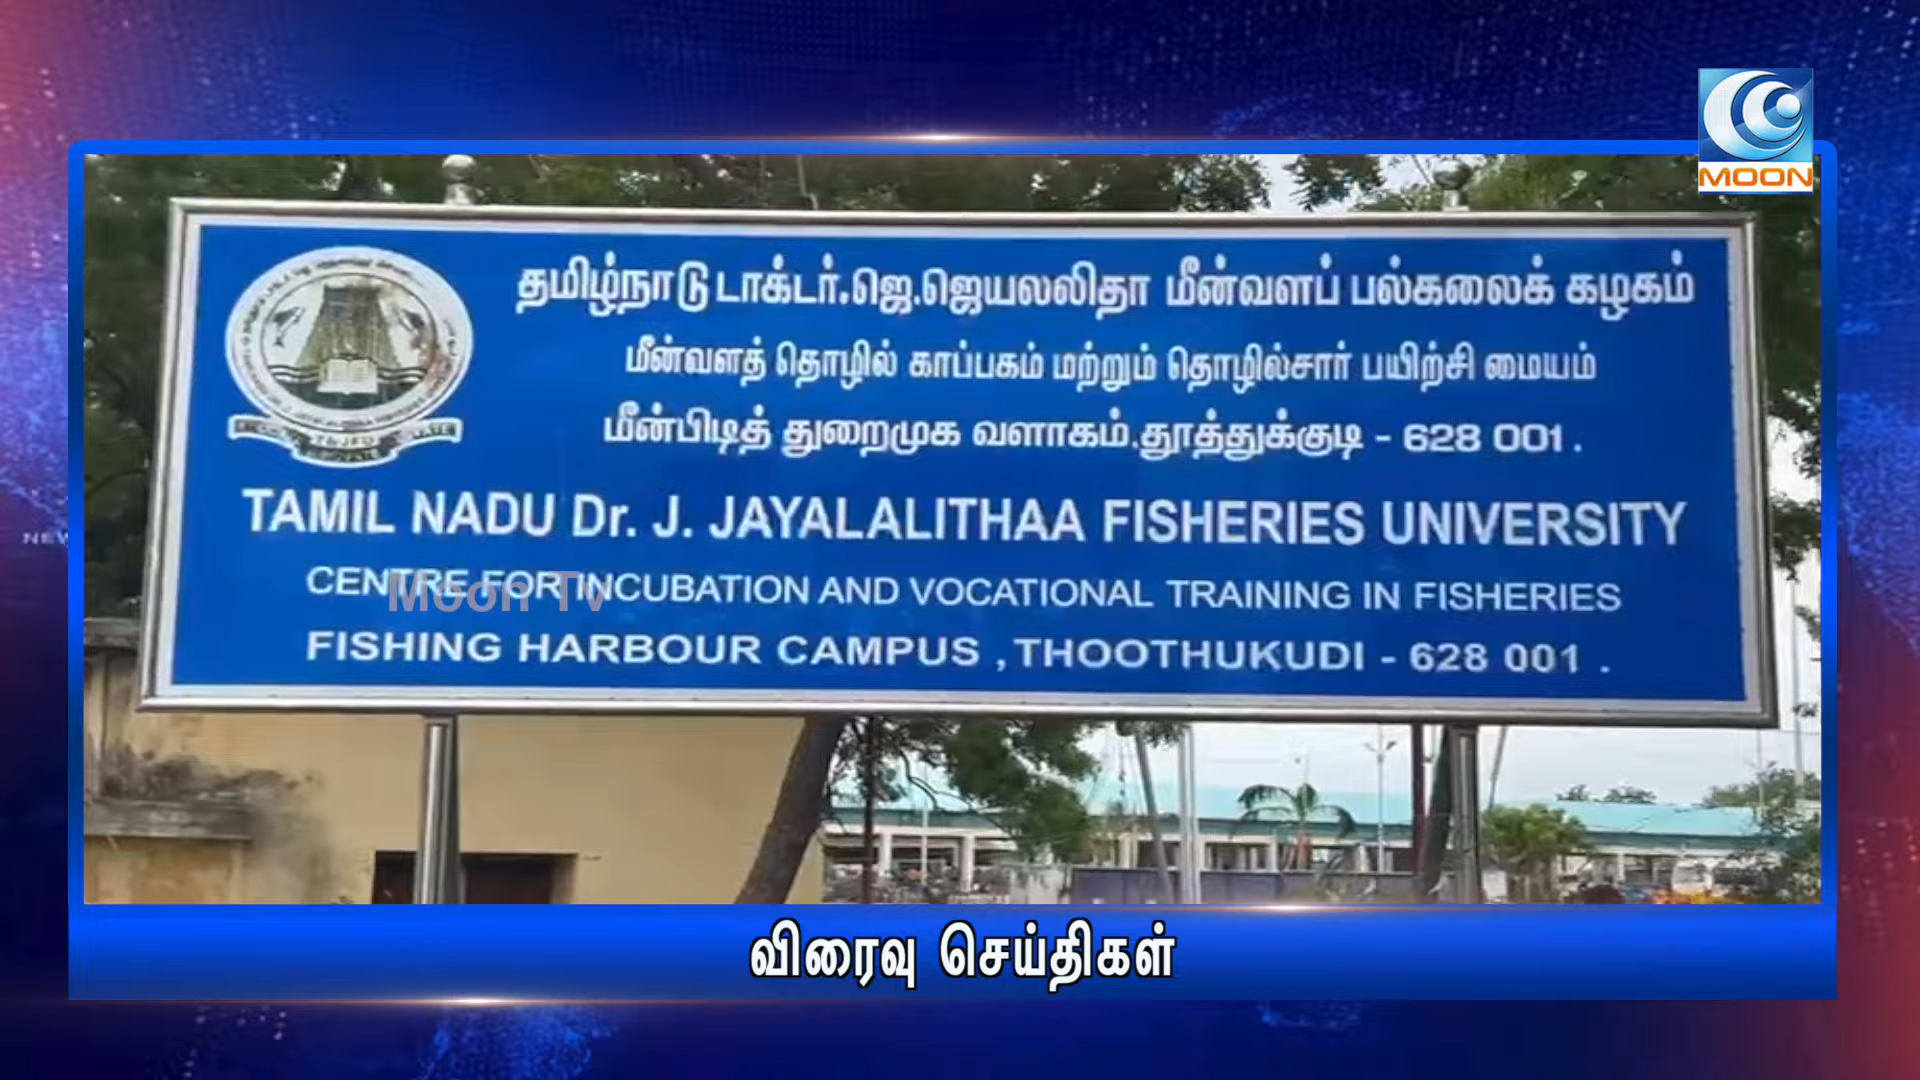 MOON
தமிழ்நாடு டாக்டர்.ஜெ.ஜெயலலிதா மீன்வளப் பல்கலைக் கழகம்
மீன்வளத் தொழில் காப்பகம் மற்றும் தொழில்சார் பயிற்சி மையம்
மீன்பிடித் துறைமுக வளாகம்.தூத்துக்குடி - 628 001 .
TAMIL NADU Dr. J. JAYALALITHAA FISHERIES UNIVERSITY
CENTRE FOR INCUBATION AND VOCATIONAL TRAINING IN FISHERIES
Moon Tv
FISHING HARBOUR CAMPUS , THOOTHUKUDI - 628 001 .
விரைவு செய்திகள்